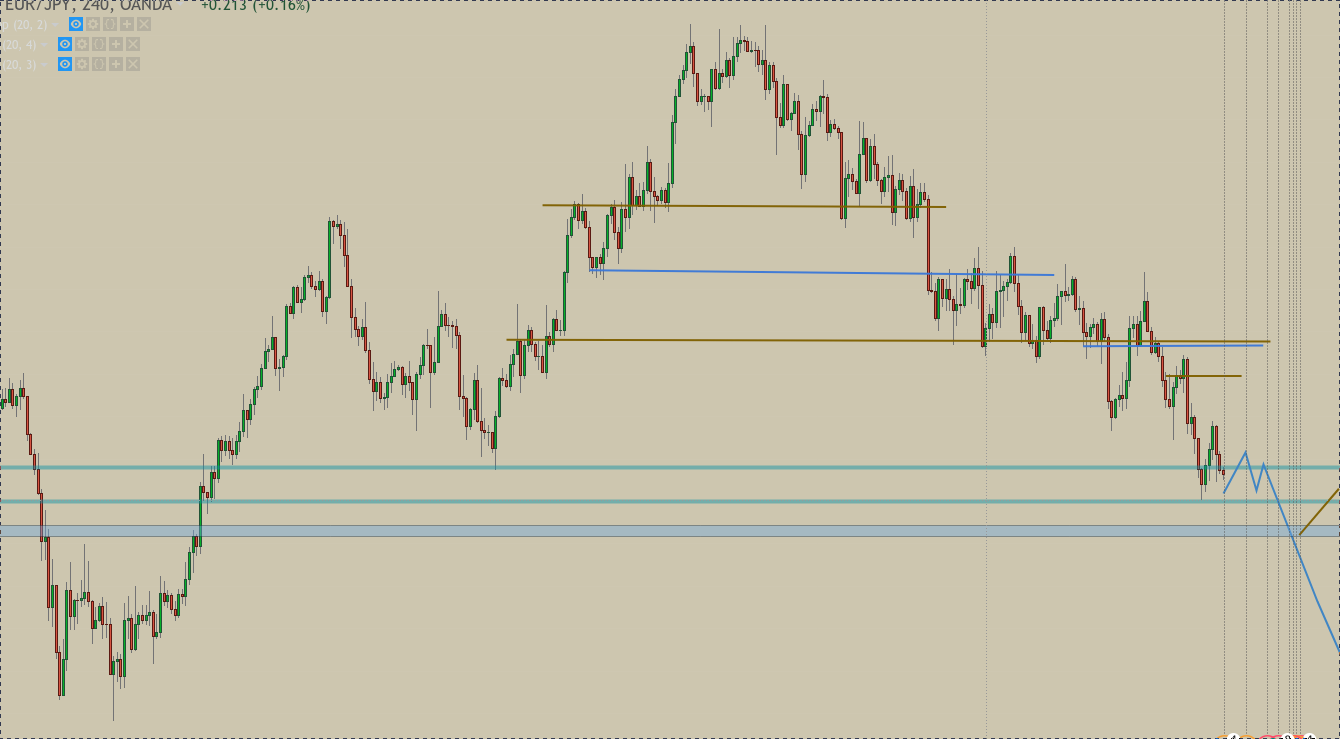 EUR/JPY, 240, OANDA +0.213 (+0.16%)
(20, 2)
(20, 4)
(20, 3)